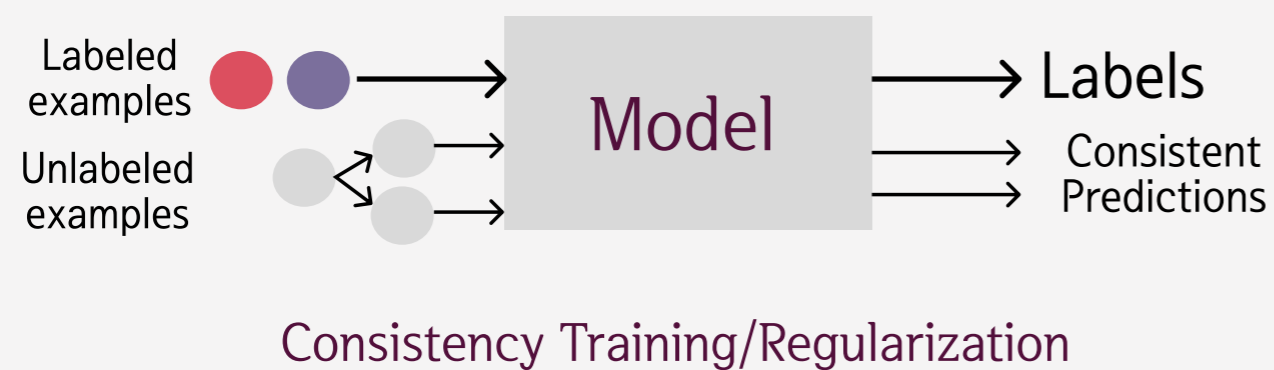 Labeled
examples
Unlabeled
examples
Model
Labels
Consistent
Predictions
Consistency Training/Regularization